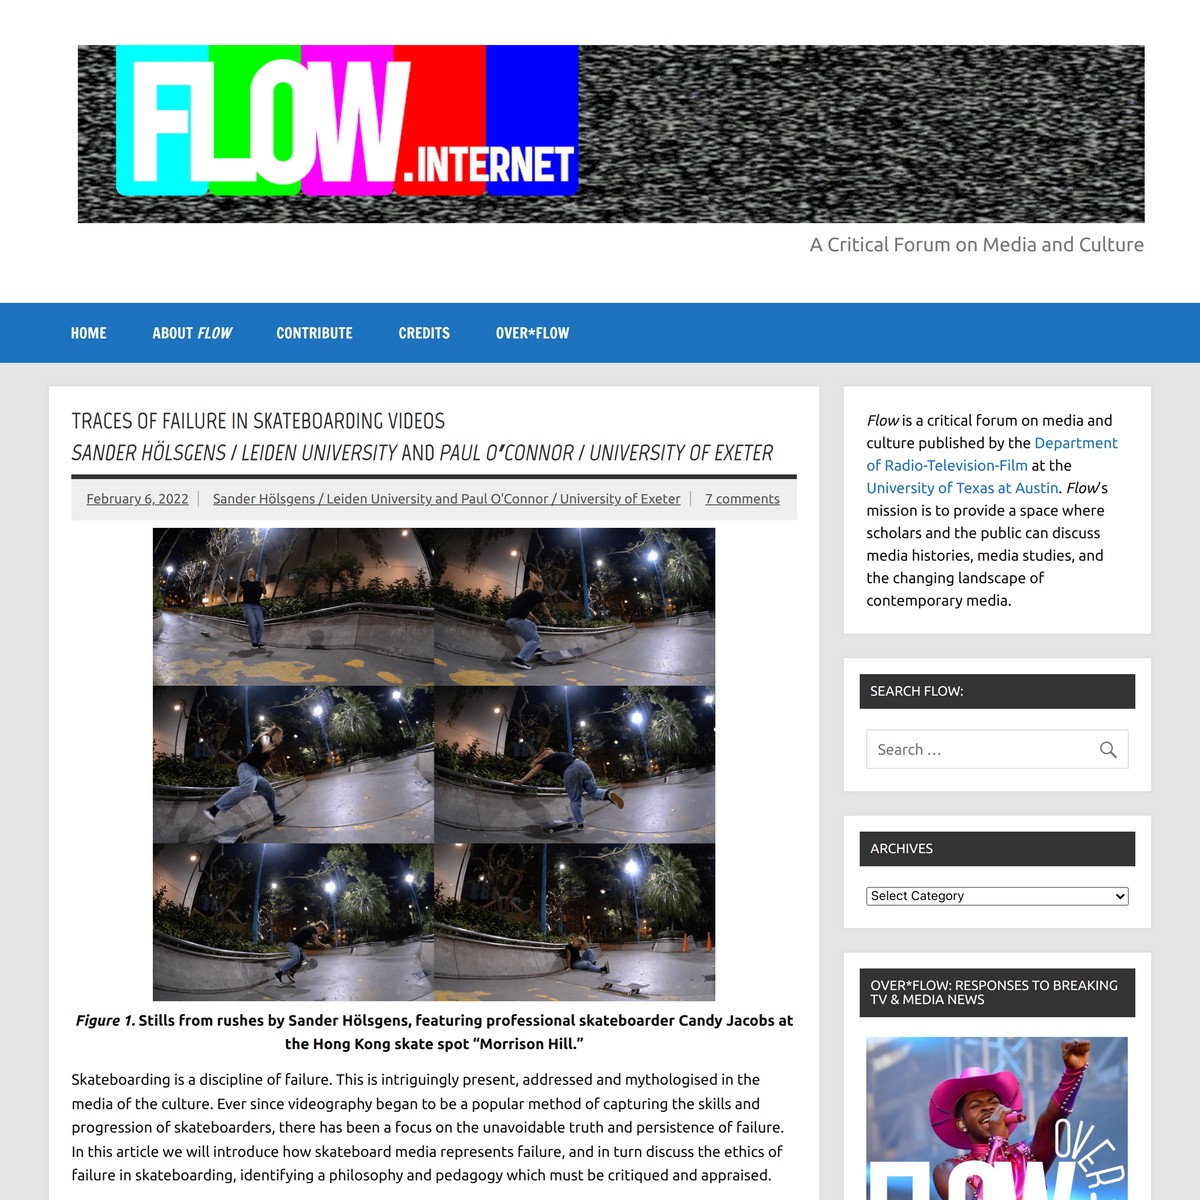 FLOW.INTERNET
A Critical Forum on Media and Culture
HOME
ABOUT FLOW
CONTRIBUTE
CREDITS
OVER*FLOW
TRACES OF FAILURE IN SKATEBOARDING VIDEOS
SANDER HÖLSGENS / LEIDEN UNIVERSITY AND PAUL O’CONNOR / UNIVERSITY OF EXETER
February 6, 2022
Sander Hölsgens / Leiden University and Paul O'Connor / University of Exeter
7 comments
Figure 1. Stills from rushes by Sander Hölsgens, featuring professional skateboarder Candy Jacobs at
the Hong Kong skate spot “Morrison Hill.”
Skateboarding is a discipline of failure. This is intriguingly present, addressed and mythologised in the
media of the culture. Ever since videography began to be a popular method of capturing the skills and
progression of skateboarders, there has been a focus on the unavoidable truth and persistence of failure.
In this article we will introduce how skateboard media represents failure, and in turn discuss the ethics of
failure in skateboarding, identifying a philosophy and pedagogy which must be critiqued and appraised.
Flow is a critical forum on media and
culture published by the Department
of Radio-Television-Film at the
University of Texas at Austin. Flow's
mission is to provide a space where
scholars and the public can discuss
media histories, media studies, and
the changing landscape of
contemporary media.
SEARCH FLOW:
Search …
ARCHIVES
Select Category
OVER*FLOW: RESPONSES TO BREAKING
TV & MEDIA NEWS
OVER
FLOW